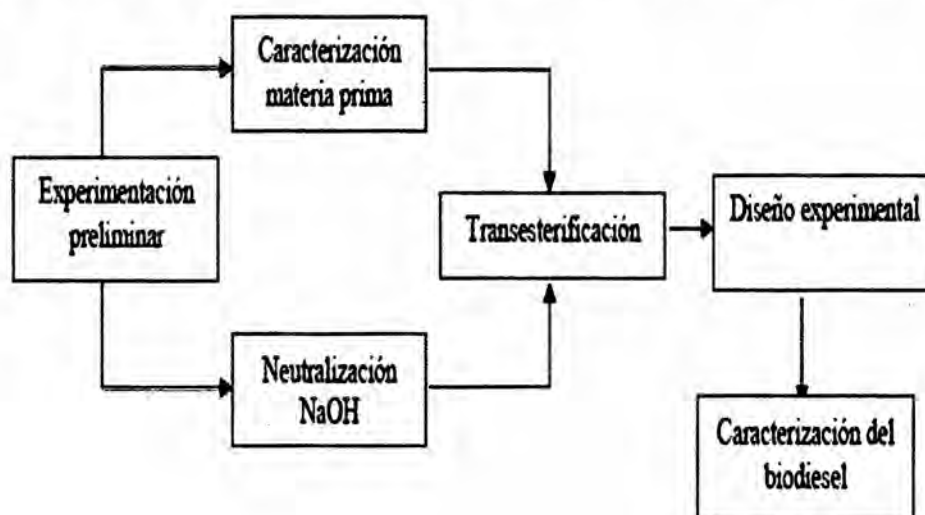 Caracterización
materia prima
Experimentación
preliminar
Transesterificación
Diseño experimental
Neutralización
NaOH
Caracterización del
biodiesel